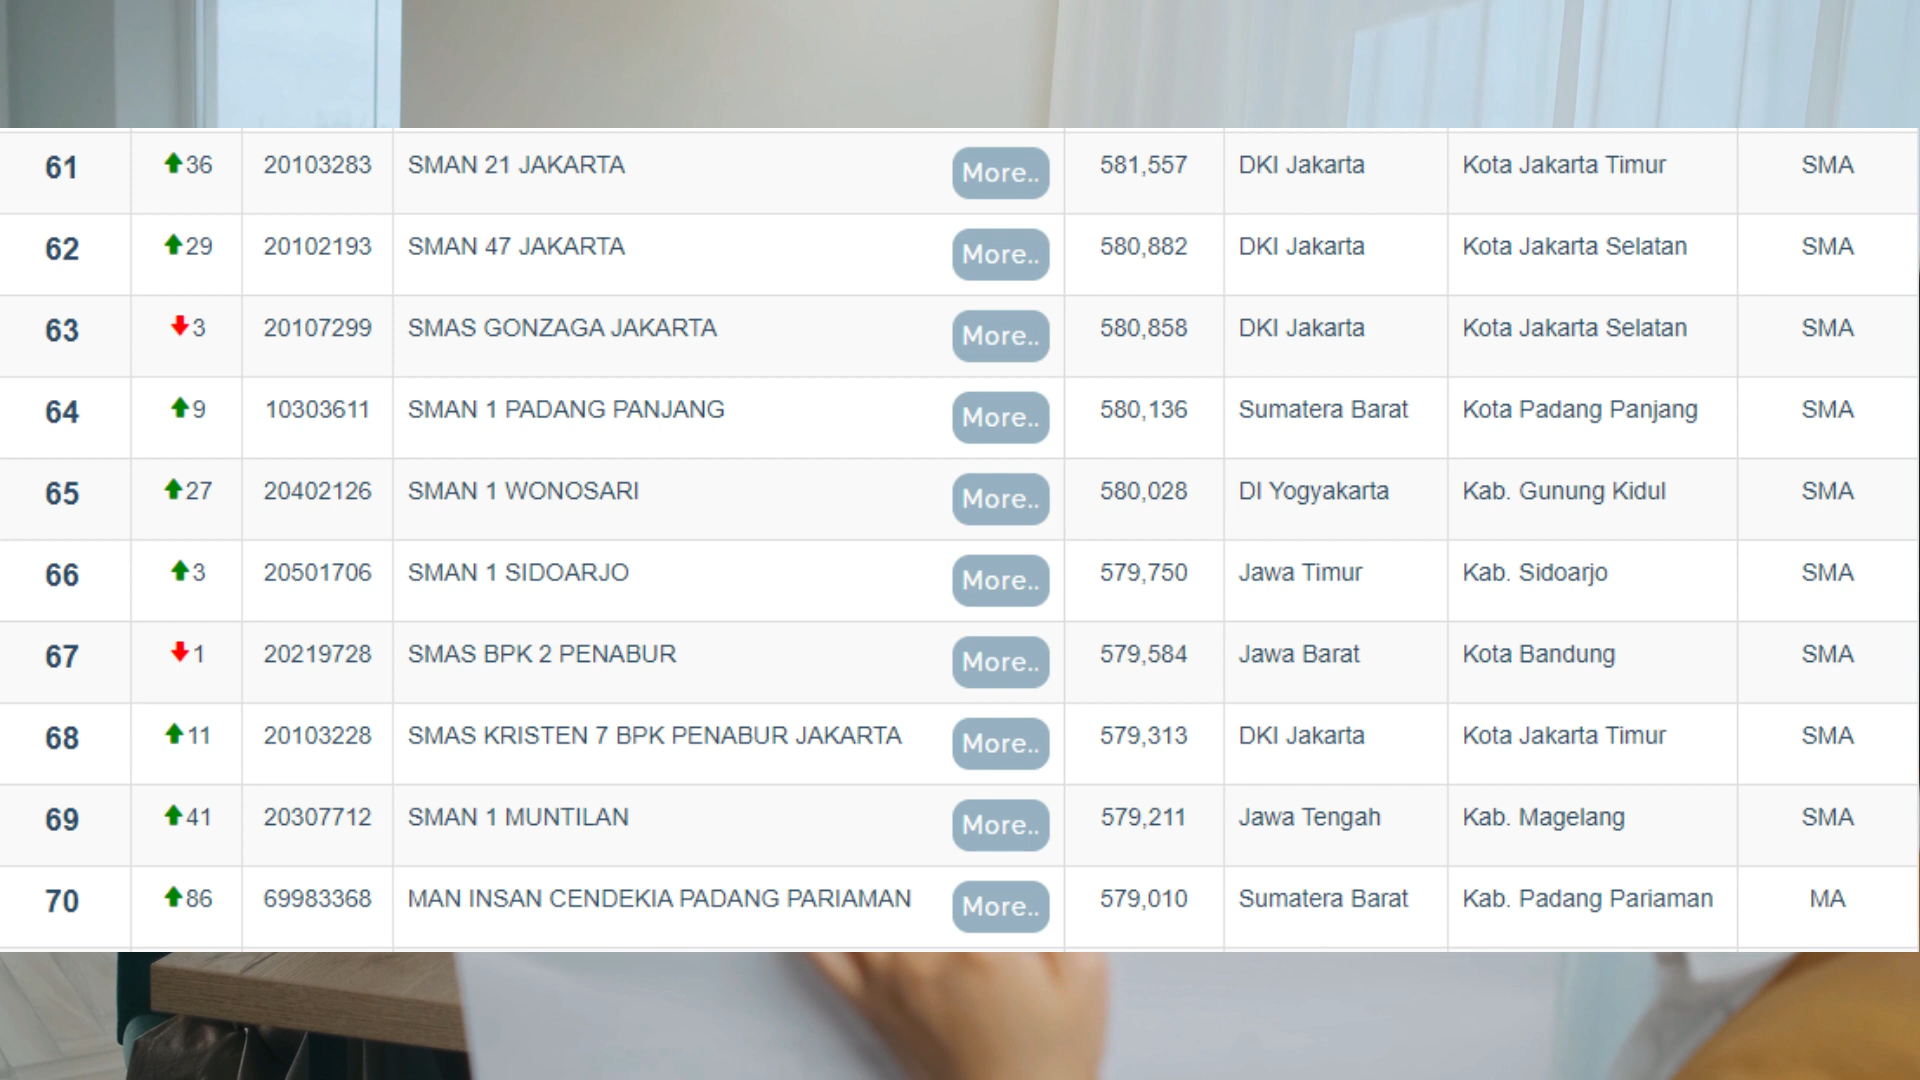 61 36 20103283 SMAN 21 JAKARTA More.. 581,557 DKI Jakarta Kota Jakarta Timur SMA
62 29 20102193 SMAN 47 JAKARTA More.. 580,882 DKI Jakarta Kota Jakarta Selatan SMA
63 3 20107299 SMAS GONZAGA JAKARTA More.. 580,858 DKI Jakarta Kota Jakarta Selatan SMA
64 9 10303611 SMAN 1 PADANG PANJANG More.. 580,136 Sumatera Barat Kota Padang Panjang SMA
65 27 20402126 SMAN 1 WONOSARI More.. 580,028 DI Yogyakarta Kab. Gunung Kidul SMA
66 3 20501706 SMAN 1 SIDOARJO More.. 579,750 Jawa Timur Kab. Sidoarjo SMA
67 1 20219728 SMAS BPK 2 PENABUR More.. 579,584 Jawa Barat Kota Bandung SMA
68 11 20103228 SMAS KRISTEN 7 BPK PENABUR JAKARTA More.. 579,313 DKI Jakarta Kota Jakarta Timur SMA
69 41 20307712 SMAN 1 MUNTILAN More.. 579,211 Jawa Tengah Kab. Magelang SMA
70 86 69983368 MAN INSAN CENDEKIA PADANG PARIAMAN More.. 579,010 Sumatera Barat Kab. Padang Pariaman MA